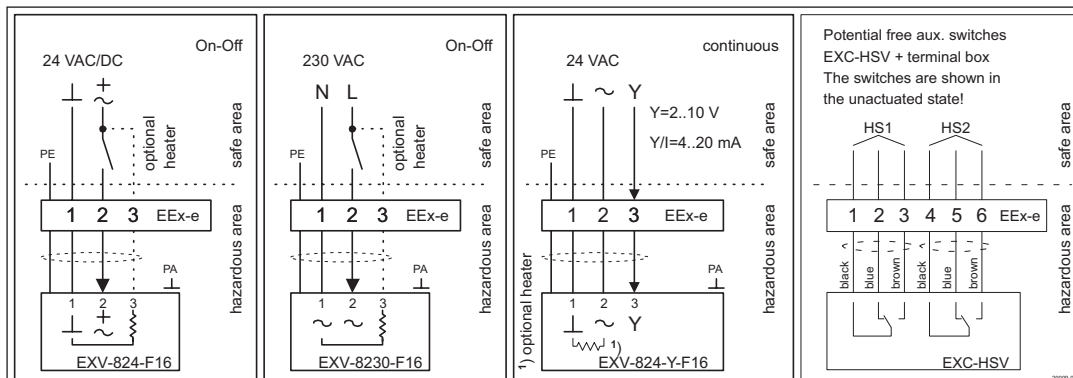 On-Off
24 VAC/DC
⊥ + ~
optional heater
safe area
PE
1 2 3 EEx-e
hazardous area
PA
1 2 3
⊥ + ~
EXV-824-F16
On-Off
230 VAC
N L
optional heater
safe area
PE
1 2 3 EEx-e
hazardous area
PA
1 2 3
~ ~
EXV-8230-F16
continuous
24 VAC
⊥ ~ Y
Y=2..10 V
Y/I=4..20 mA
safe area
PE
1 2 3 EEx-e
hazardous area
PA
1 2 3
⊥ ~ Y
1)
EXV-824-Y-F16
1) optional heater
Potential free aux. switches
EXC-HSV + terminal box
The switches are shown in
the unactuated state!
HS1 HS2
safe area
1 2 3 4 5 6 EEx-e
hazardous area
black blue brown black blue brown
EXC-HSV